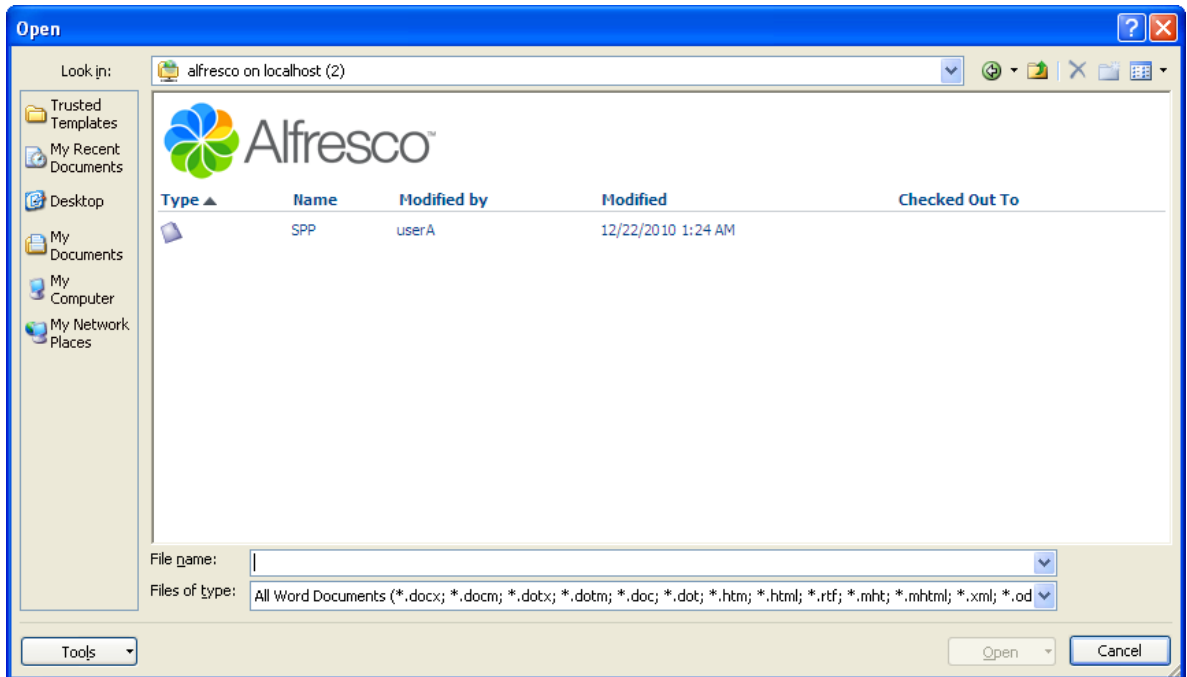 Open
Look in:
alfresco on localhost (2)
Trusted
Templates
My Recent
Documents
Desktop
My
Documents
My
Computer
My Network
Places
Alfresco™
Type Name Modified by Modified Checked Out To
SPP userA 12/22/2010 1:24 AM
File name:
Files of type: All Word Documents (*.docx; *.docm; *.dotx; *.dotm; *.doc; *.dot; *.htm; *.html; *.rtf; *.mht; *.mhtml; *.xml; *.od
Tools Open Cancel